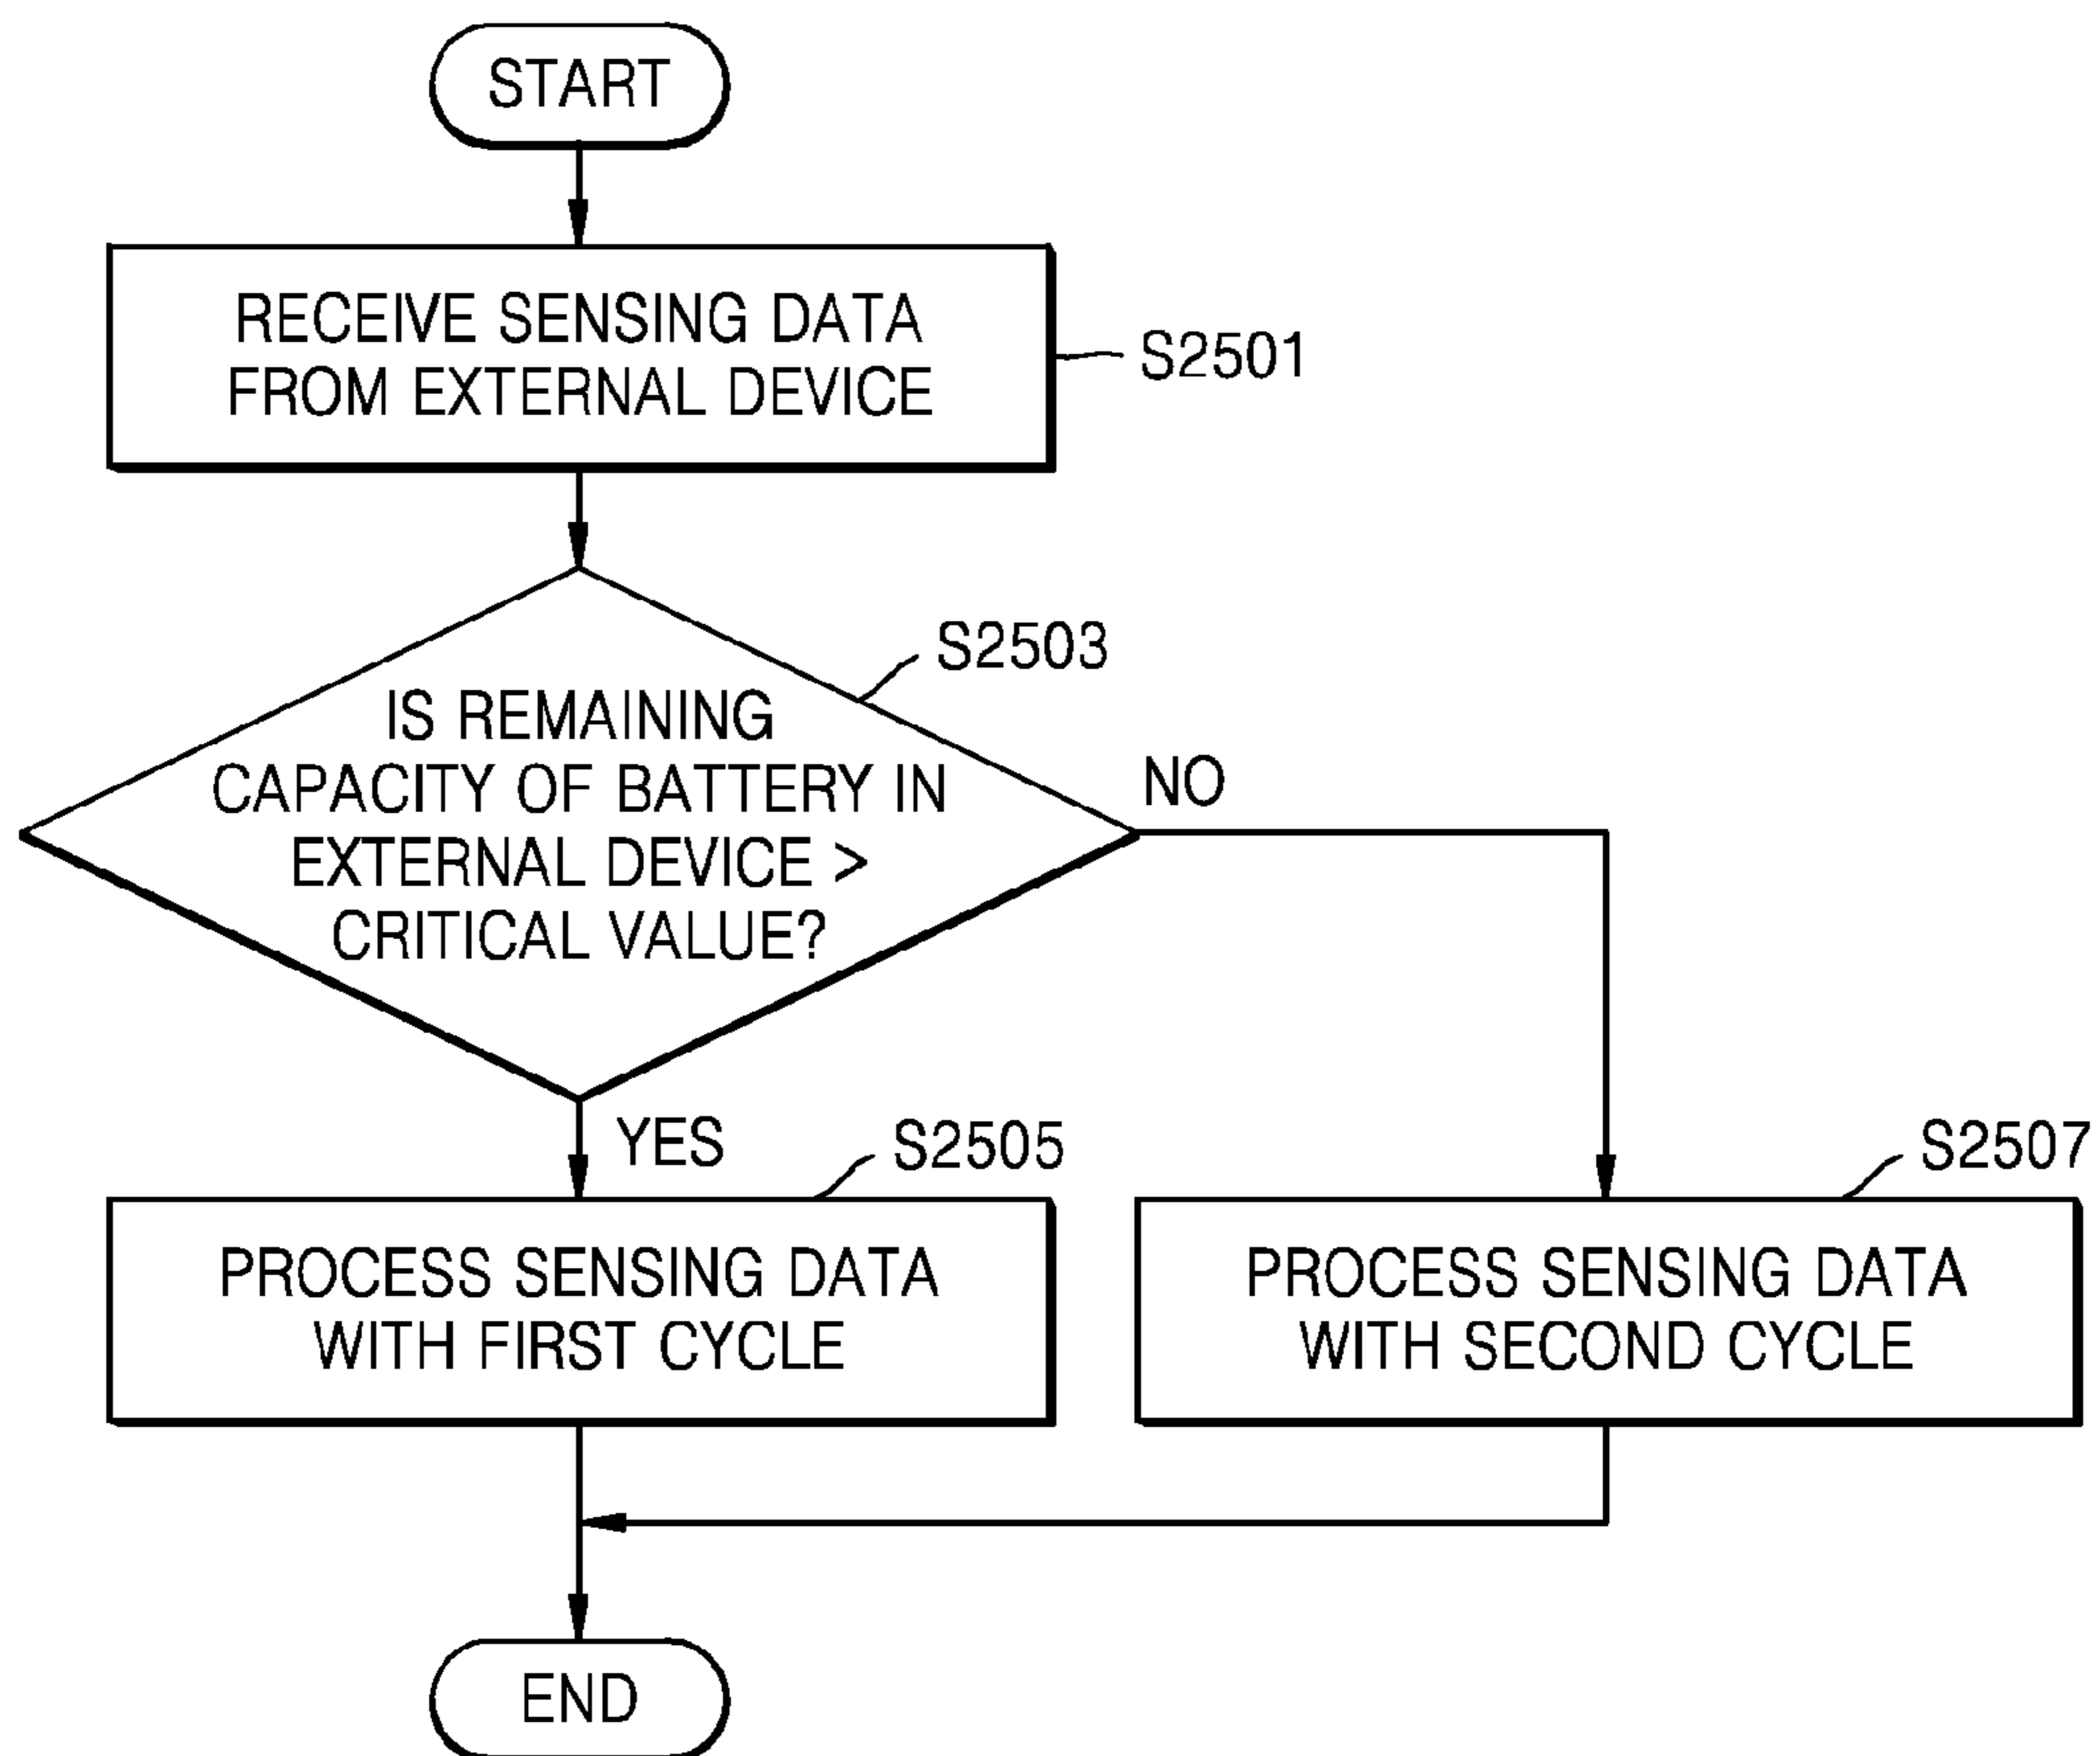 START
RECEIVE SENSING DATA
FROM EXTERNAL DEVICE
S2501
S2503
IS REMAINING
CAPACITY OF BATTERY IN
EXTERNAL DEVICE >
CRITICAL VALUE?
NO
YES
S2505
S2507
PROCESS SENSING DATA
WITH FIRST CYCLE
PROCESS SENSING DATA
WITH SECOND CYCLE
END